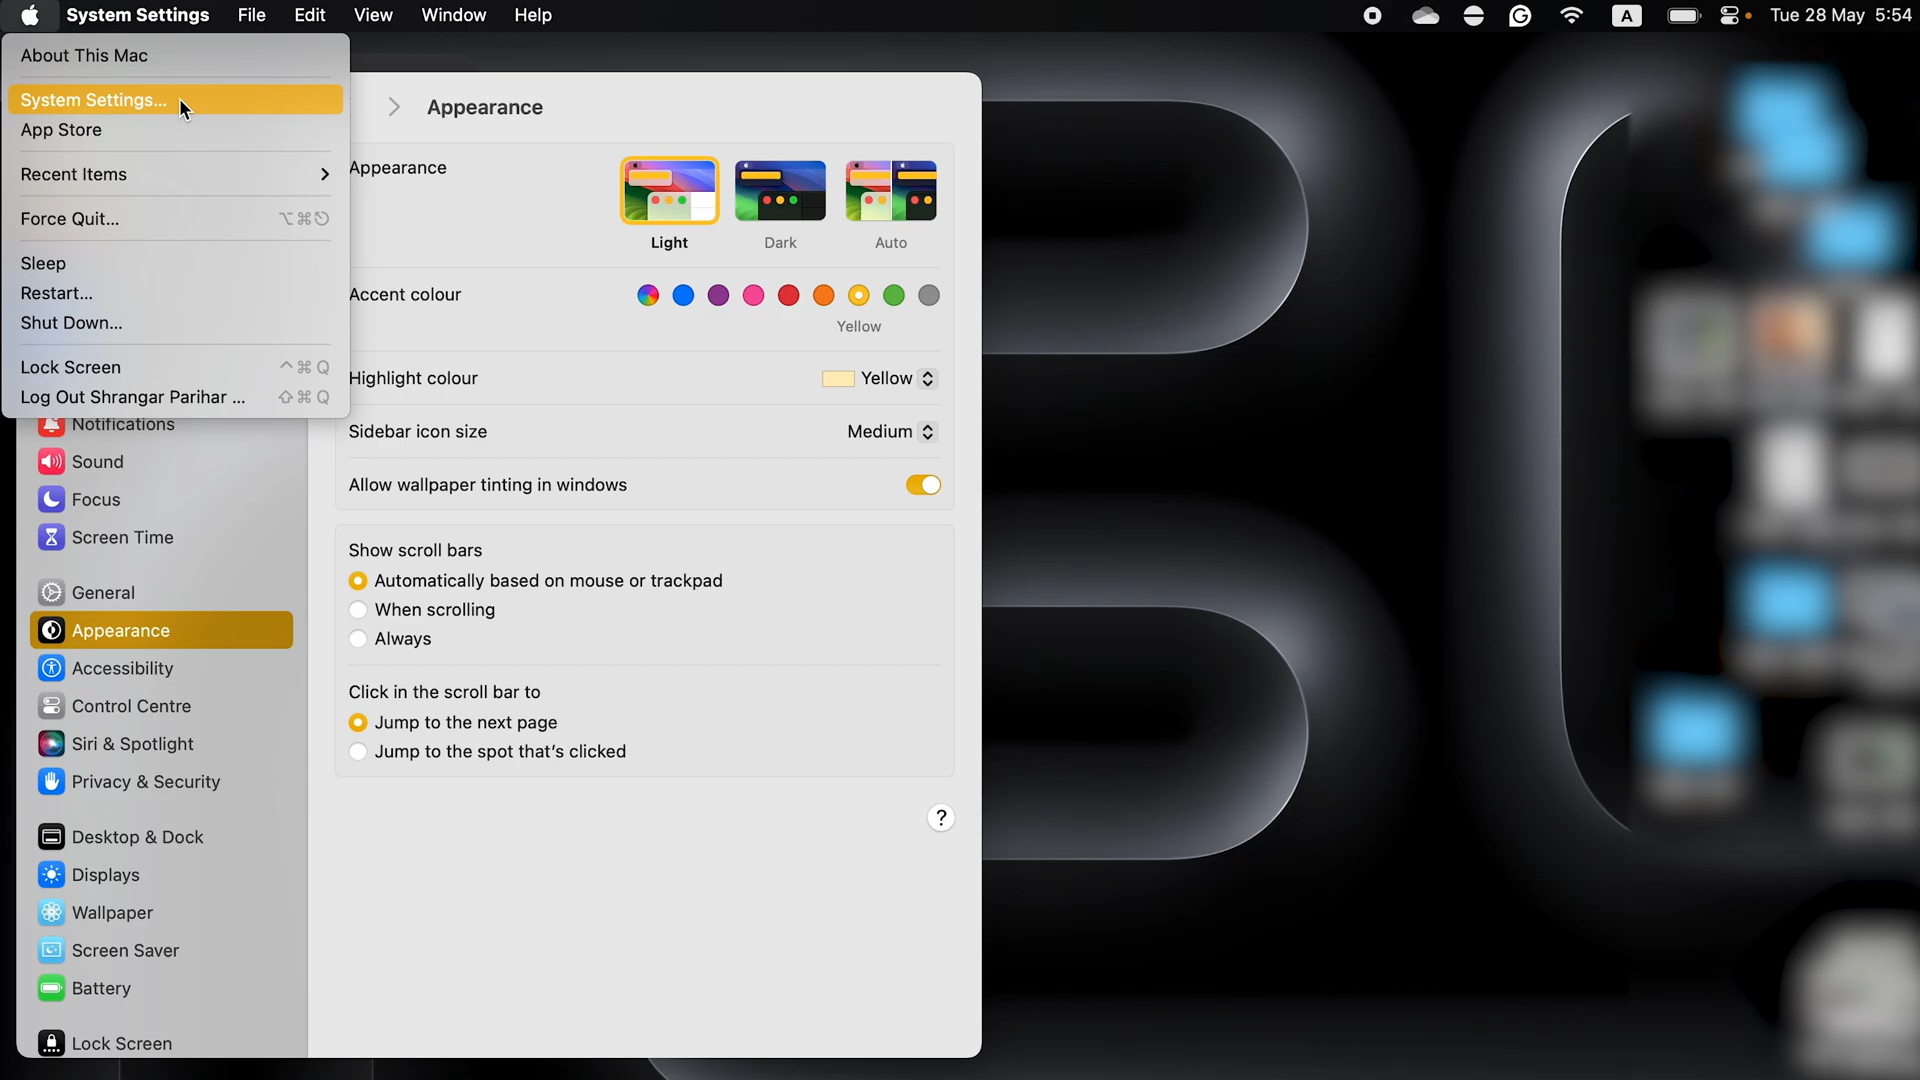 System Settings File Edit View Window Help A Tue 28 May 5:54
About This Mac
System Settings...
App Store
Recent Items
Force Quit... ⌥⌘⎋
Sleep
Restart...
Shut Down...
Lock Screen ^⌘Q
Log Out Shrangar Parihar ... ⇧⌘Q
Notifications
Sound
Focus
Screen Time
General
Appearance
Accessibility
Control Centre
Siri & Spotlight
Privacy & Security
Desktop & Dock
Displays
Wallpaper
Screen Saver
Battery
Lock Screen
Appearance
Appearance
Light Dark Auto
Accent colour
Yellow
Highlight colour Yellow
Sidebar icon size Medium
Allow wallpaper tinting in windows
Show scroll bars
Automatically based on mouse or trackpad
When scrolling
Always
Click in the scroll bar to
Jump to the next page
Jump to the spot that's clicked
?